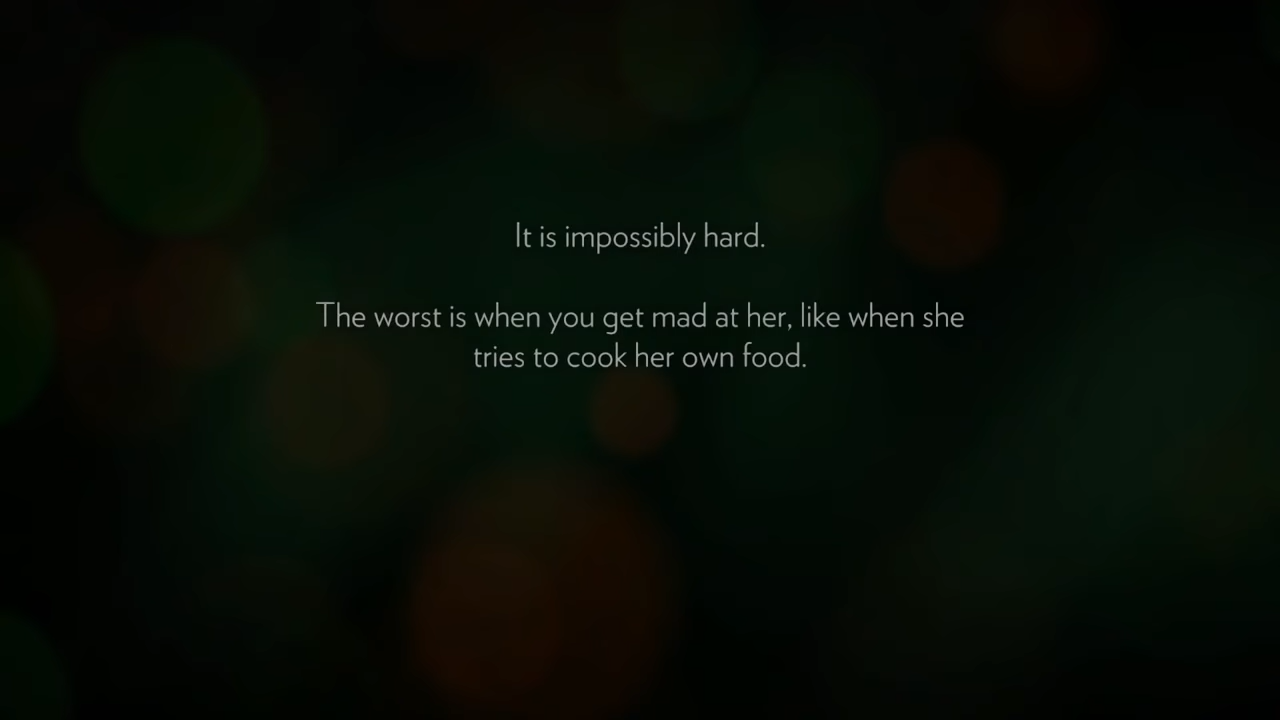 It is impossibly hard.
The worst is when you get mad at her, like when she
tries to cook her own food.